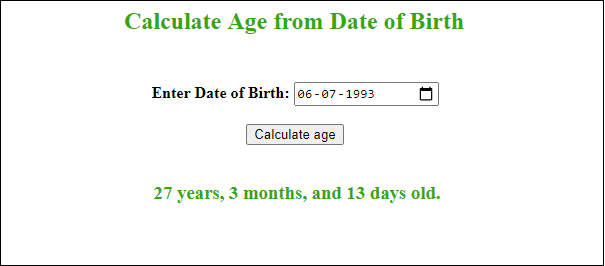 Calculate Age from Date of Birth
Enter Date of Birth: 06-07-1993
Calculate age
27 years, 3 months, and 13 days old.